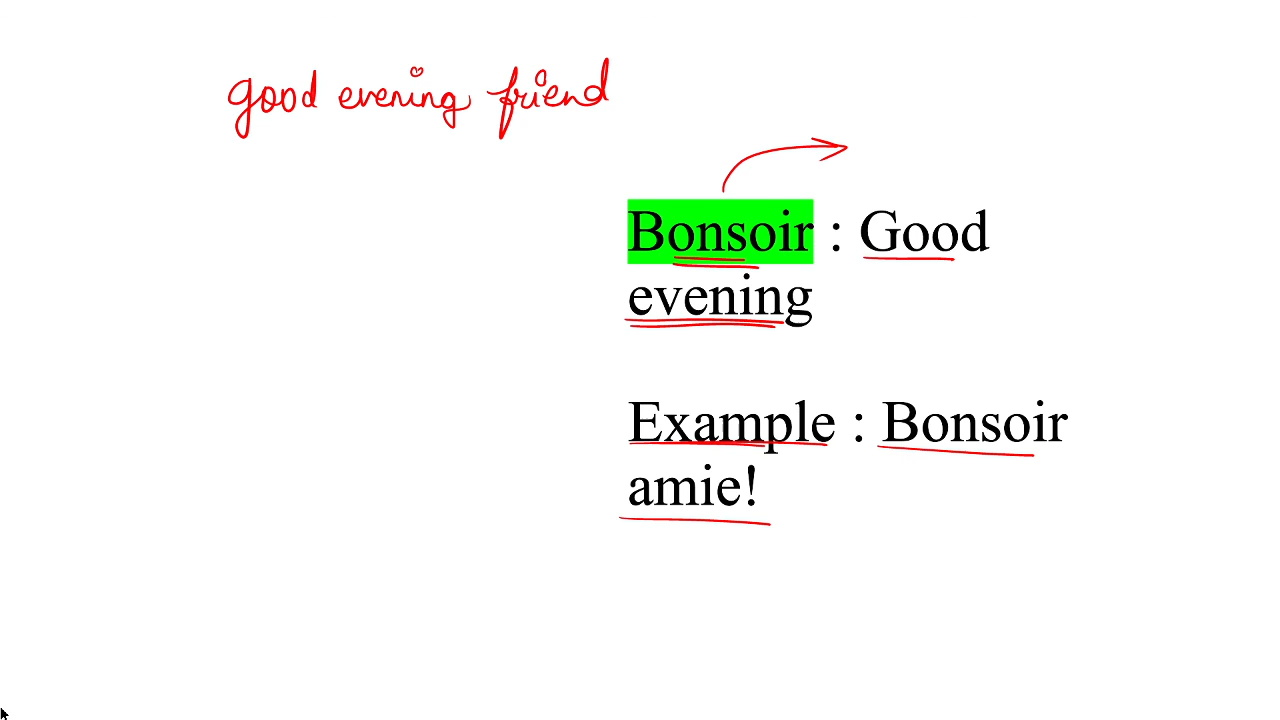 good evening friend
Bonsoir : Good
evening
Example : Bonsoir
amie!